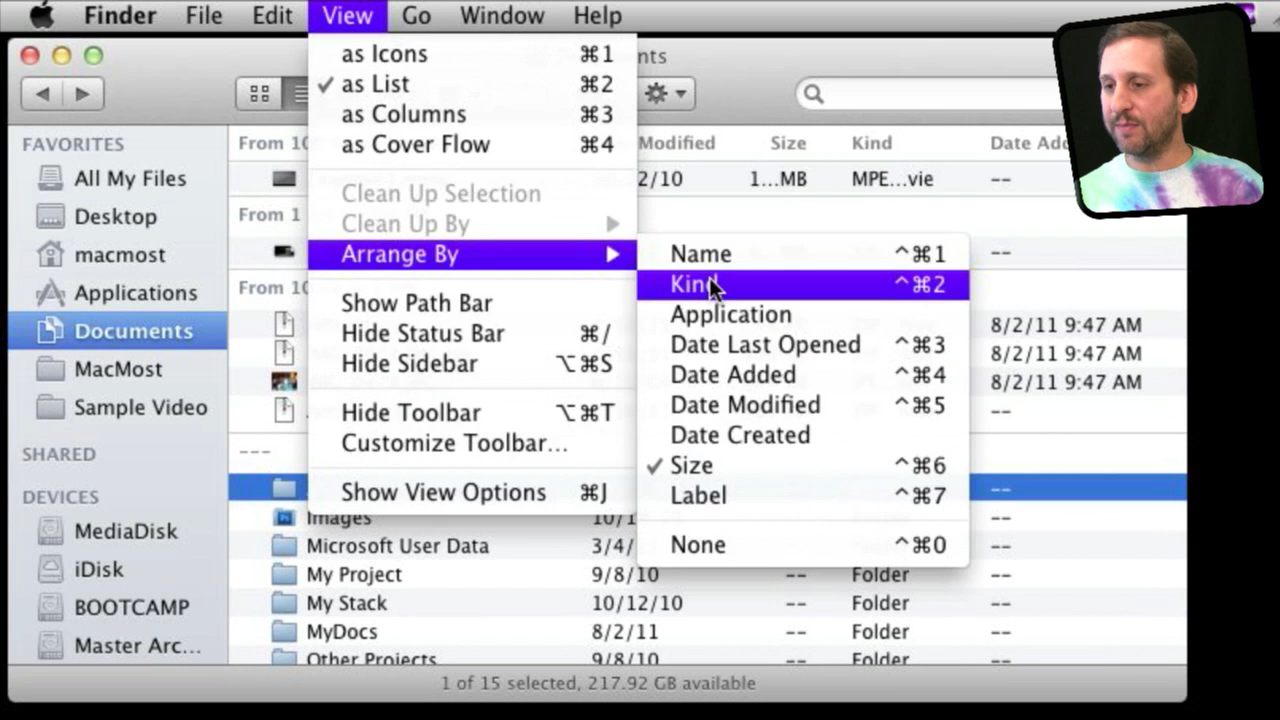 Finder File Edit View Go Window Help
as Icons ⌘1
✓ as List ⌘2
as Columns ⌘3
as Cover Flow ⌘4
Clean Up Selection
Clean Up By ▶
Arrange By ▶
Show Path Bar
Hide Status Bar ⌘/
Hide Sidebar ⌥⌘S
Hide Toolbar ⌥⌘T
Customize Toolbar...
Show View Options ⌘J
Name ^⌘1
Kind ^⌘2
Application
Date Last Opened ^⌘3
Date Added ^⌘4
Date Modified ^⌘5
Date Created
✓ Size ^⌘6
Label ^⌘7
None ^⌘0
FAVORITES
All My Files
Desktop
macmost
Applications
Documents
MacMost
Sample Video
SHARED
DEVICES
MediaDisk
iDisk
BOOTCAMP
Master Arc...
Modified Size Kind Date
From
2/10 1...MB MPE...vie --
From
--
From
8/2/11 9:47 AM
8/2/11 9:47 AM
8/2/11 9:47 AM
--
---
--
Images --
Microsoft User Data --
My Project 9/8/10 -- Folder --
My Stack 10/12/10 -- Folder --
MyDocs 8/2/11 -- Folder --
Other Projects 9/8/10 -- Folder --
1 of 15 selected, 217.92 GB available